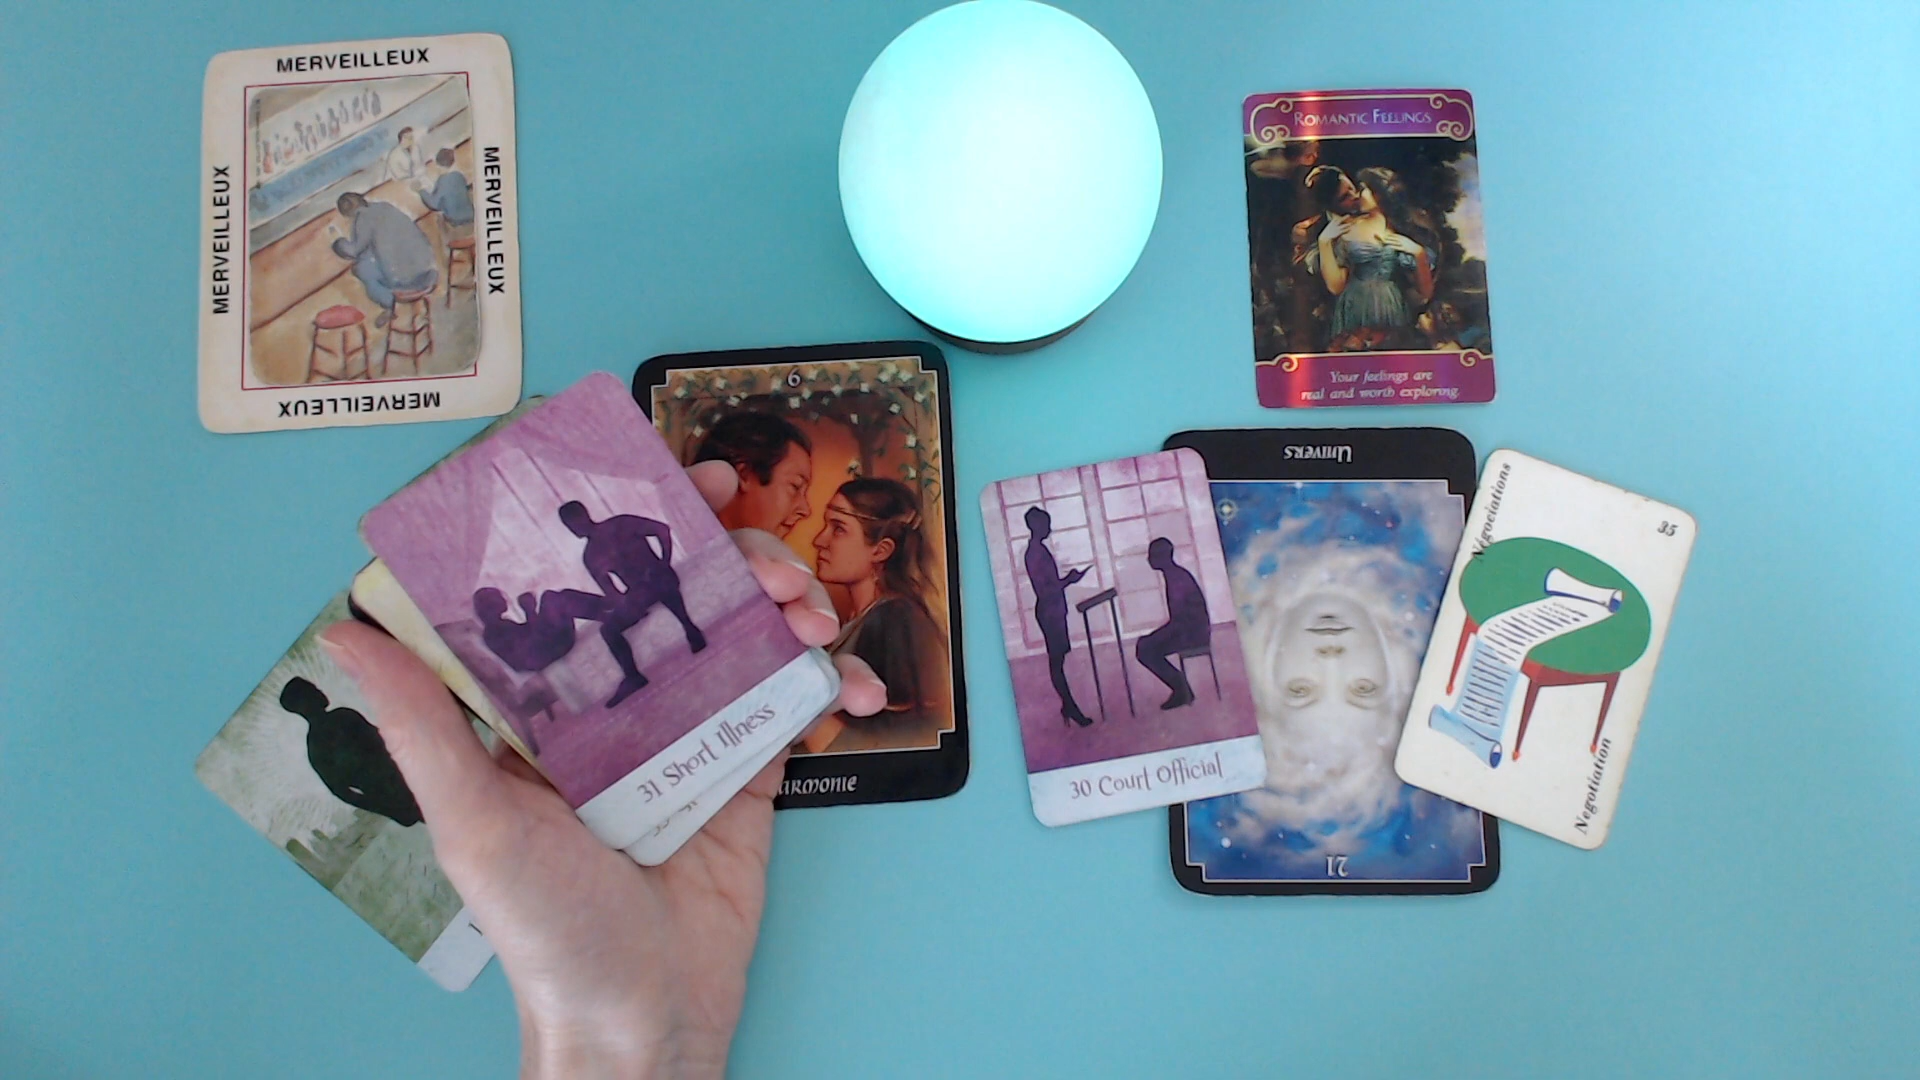 MERVEILLEUX
MERVEILLEUX
MERVEILLEUX
MERVEILLEUX
ROMANTIC FEELINGS
Your feelings are
real and worth exploring.
6
ARMONIE
31 Short Illness
30 Court Official
UNIVERS
21
Négociations
35
Negotiation